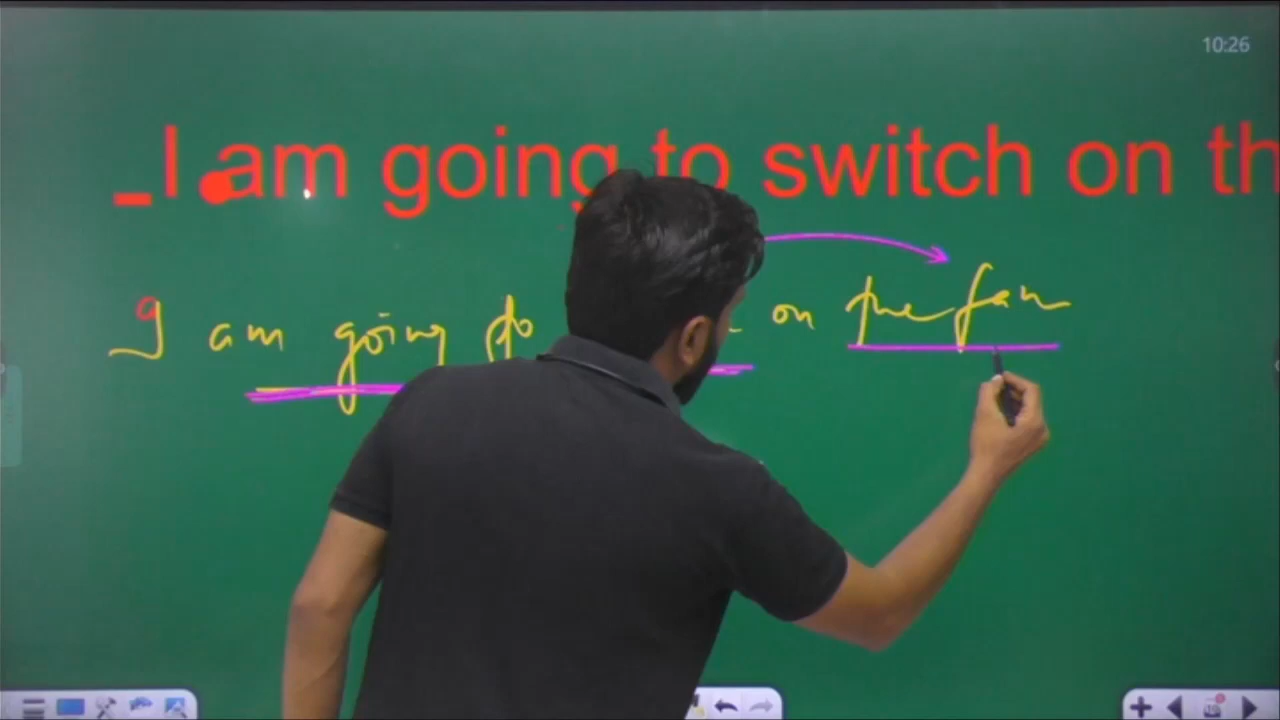 10:26
I am going to switch on th
I am going to on the fan